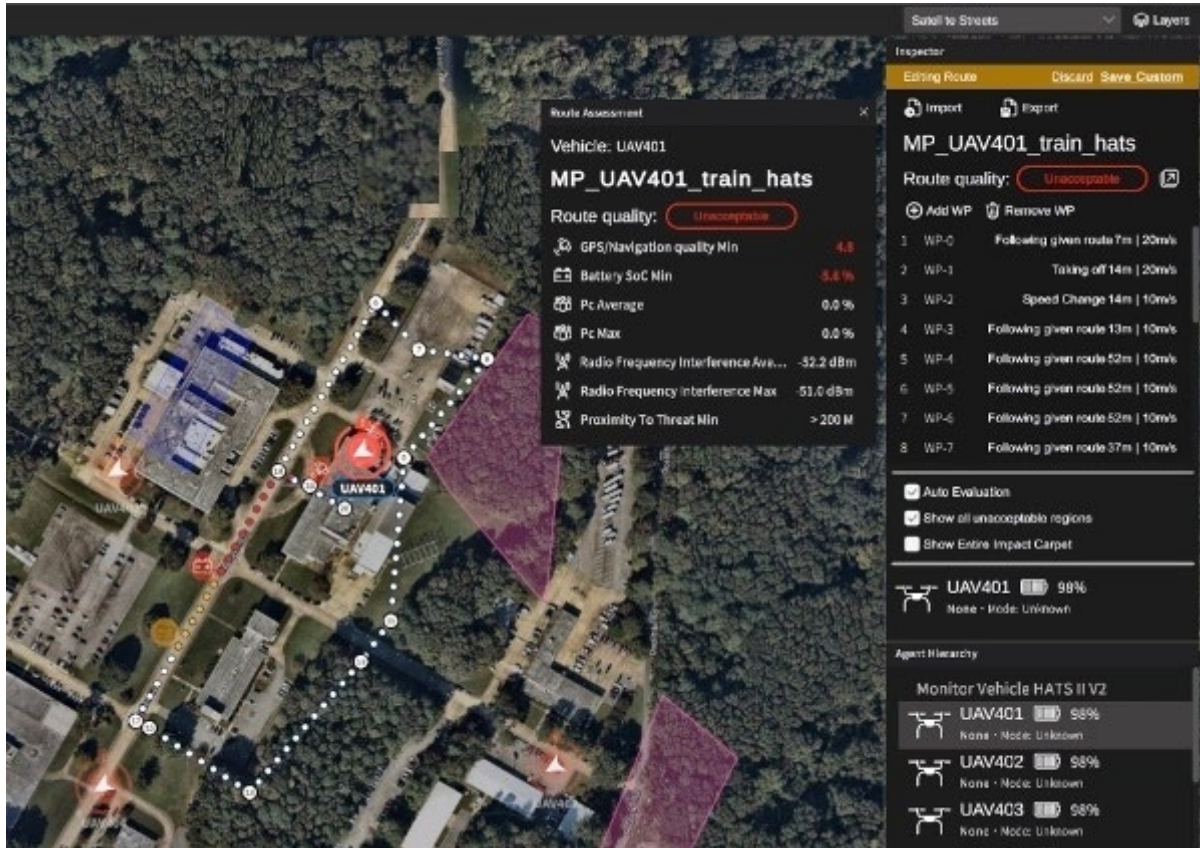 Satell te Streets
Layers
Inspector
Editing Route Discard Save Custom
Import Export
MP_UAV401_train_hats
Route quality: Unacceptable
Add WP Remove WP
1 WP-0 Following given route 7m | 20m/s
2 WP-1 Taking off 14m | 20m/s
3 WP-2 Speed Change 14m | 10m/s
4 WP-3 Following given route 13m | 10m/s
5 WP-4 Following given route 52m | 10m/s
6 WP-5 Following given route 52m | 10m/s
7 WP-6 Following given route 52m | 10m/s
8 WP-7 Following given route 37m | 10m/s
Auto Evaluation
Show all unacceptable regions
Show Entire Impact Carpet
UAV401 98%
None - Mode: Unknown
Agent Hierarchy
Monitor Vehicle HATS II V2
UAV401 98%
None - Mode: Unknown
UAV402 98%
None - Mode: Unknown
UAV403 98%
None - Mode: Unknown
Route Assessment
Vehicle: UAV401
MP_UAV401_train_hats
Route quality: Unacceptable
GPS/Navigation quality Min 4.8
Battery SoC Min
Pc Average 0.0 %
Pc Max 0.0 %
Radio Frequency Interference Ave... -52.2 dBm
Radio Frequency Interference Max -51.0 dBm
Proximity To Threat Min > 200 M
7
UAV401